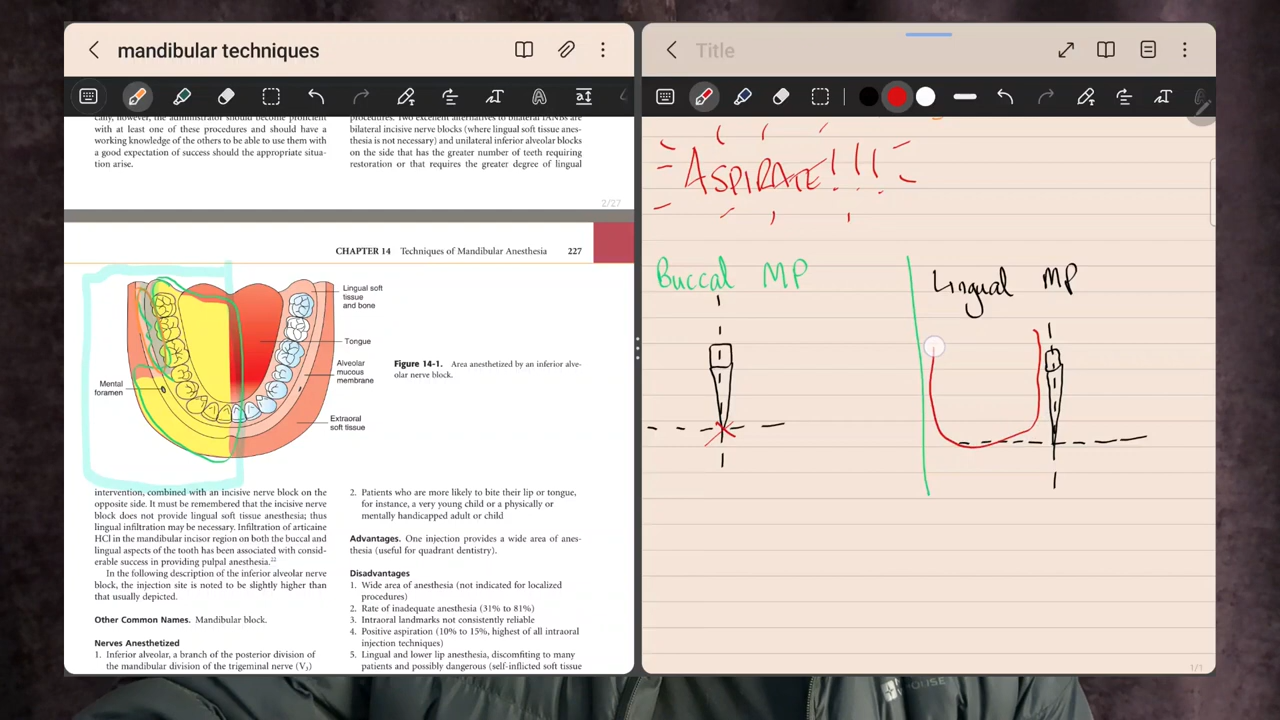 mandibular techniques
cally, however, the administrator should become proficient
with at least one of these procedures and should have a
working knowledge of the others to be able to use them with
a good expectation of success should the appropriate situa-
tion arise.
procedures. Two excellent alternatives to bilateral IANBs are
bilateral incisive nerve blocks (where lingual soft tissue anes-
thesia is not necessary) and unilateral inferior alveolar blocks
on the side that has the greater number of teeth requiring
restoration or that requires the greater degree of lingual
2/27
CHAPTER 14 Techniques of Mandibular Anesthesia 227
Lingual soft
tissue
and bone
Tongue
Alveolar
mucous
membrane
Extraoral
soft tissue
Mental
foramen
Figure 14-1. Area anesthetized by an inferior alve-
olar nerve block.
intervention, combined with an incisive nerve block on the
opposite side. It must be remembered that the incisive nerve
block does not provide lingual soft tissue anesthesia; thus
lingual infiltration may be necessary. Infiltration of articaine
HCl in the mandibular incisor region on both the buccal and
lingual aspects of the tooth has been associated with consid-
erable success in providing pulpal anesthesia.22
In the following description of the inferior alveolar nerve
block, the injection site is noted to be slightly higher than
that usually depicted.
Other Common Names. Mandibular block.
Nerves Anesthetized
1. Inferior alveolar, a branch of the posterior division of
the mandibular division of the trigeminal nerve (V3)
2. Patients who are more likely to bite their lip or tongue,
for instance, a very young child or a physically or
mentally handicapped adult or child
Advantages. One injection provides a wide area of anes-
thesia (useful for quadrant dentistry).
Disadvantages
1. Wide area of anesthesia (not indicated for localized
procedures)
2. Rate of inadequate anesthesia (31% to 81%)
3. Intraoral landmarks not consistently reliable
4. Positive aspiration (10% to 15%, highest of all intraoral
injection techniques)
5. Lingual and lower lip anesthesia, discomfiting to many
patients and possibly dangerous (self-inflicted soft tissue
Title
ASPIRATE!!!
Buccal MP
Lingual MP
1/1
HOUSE